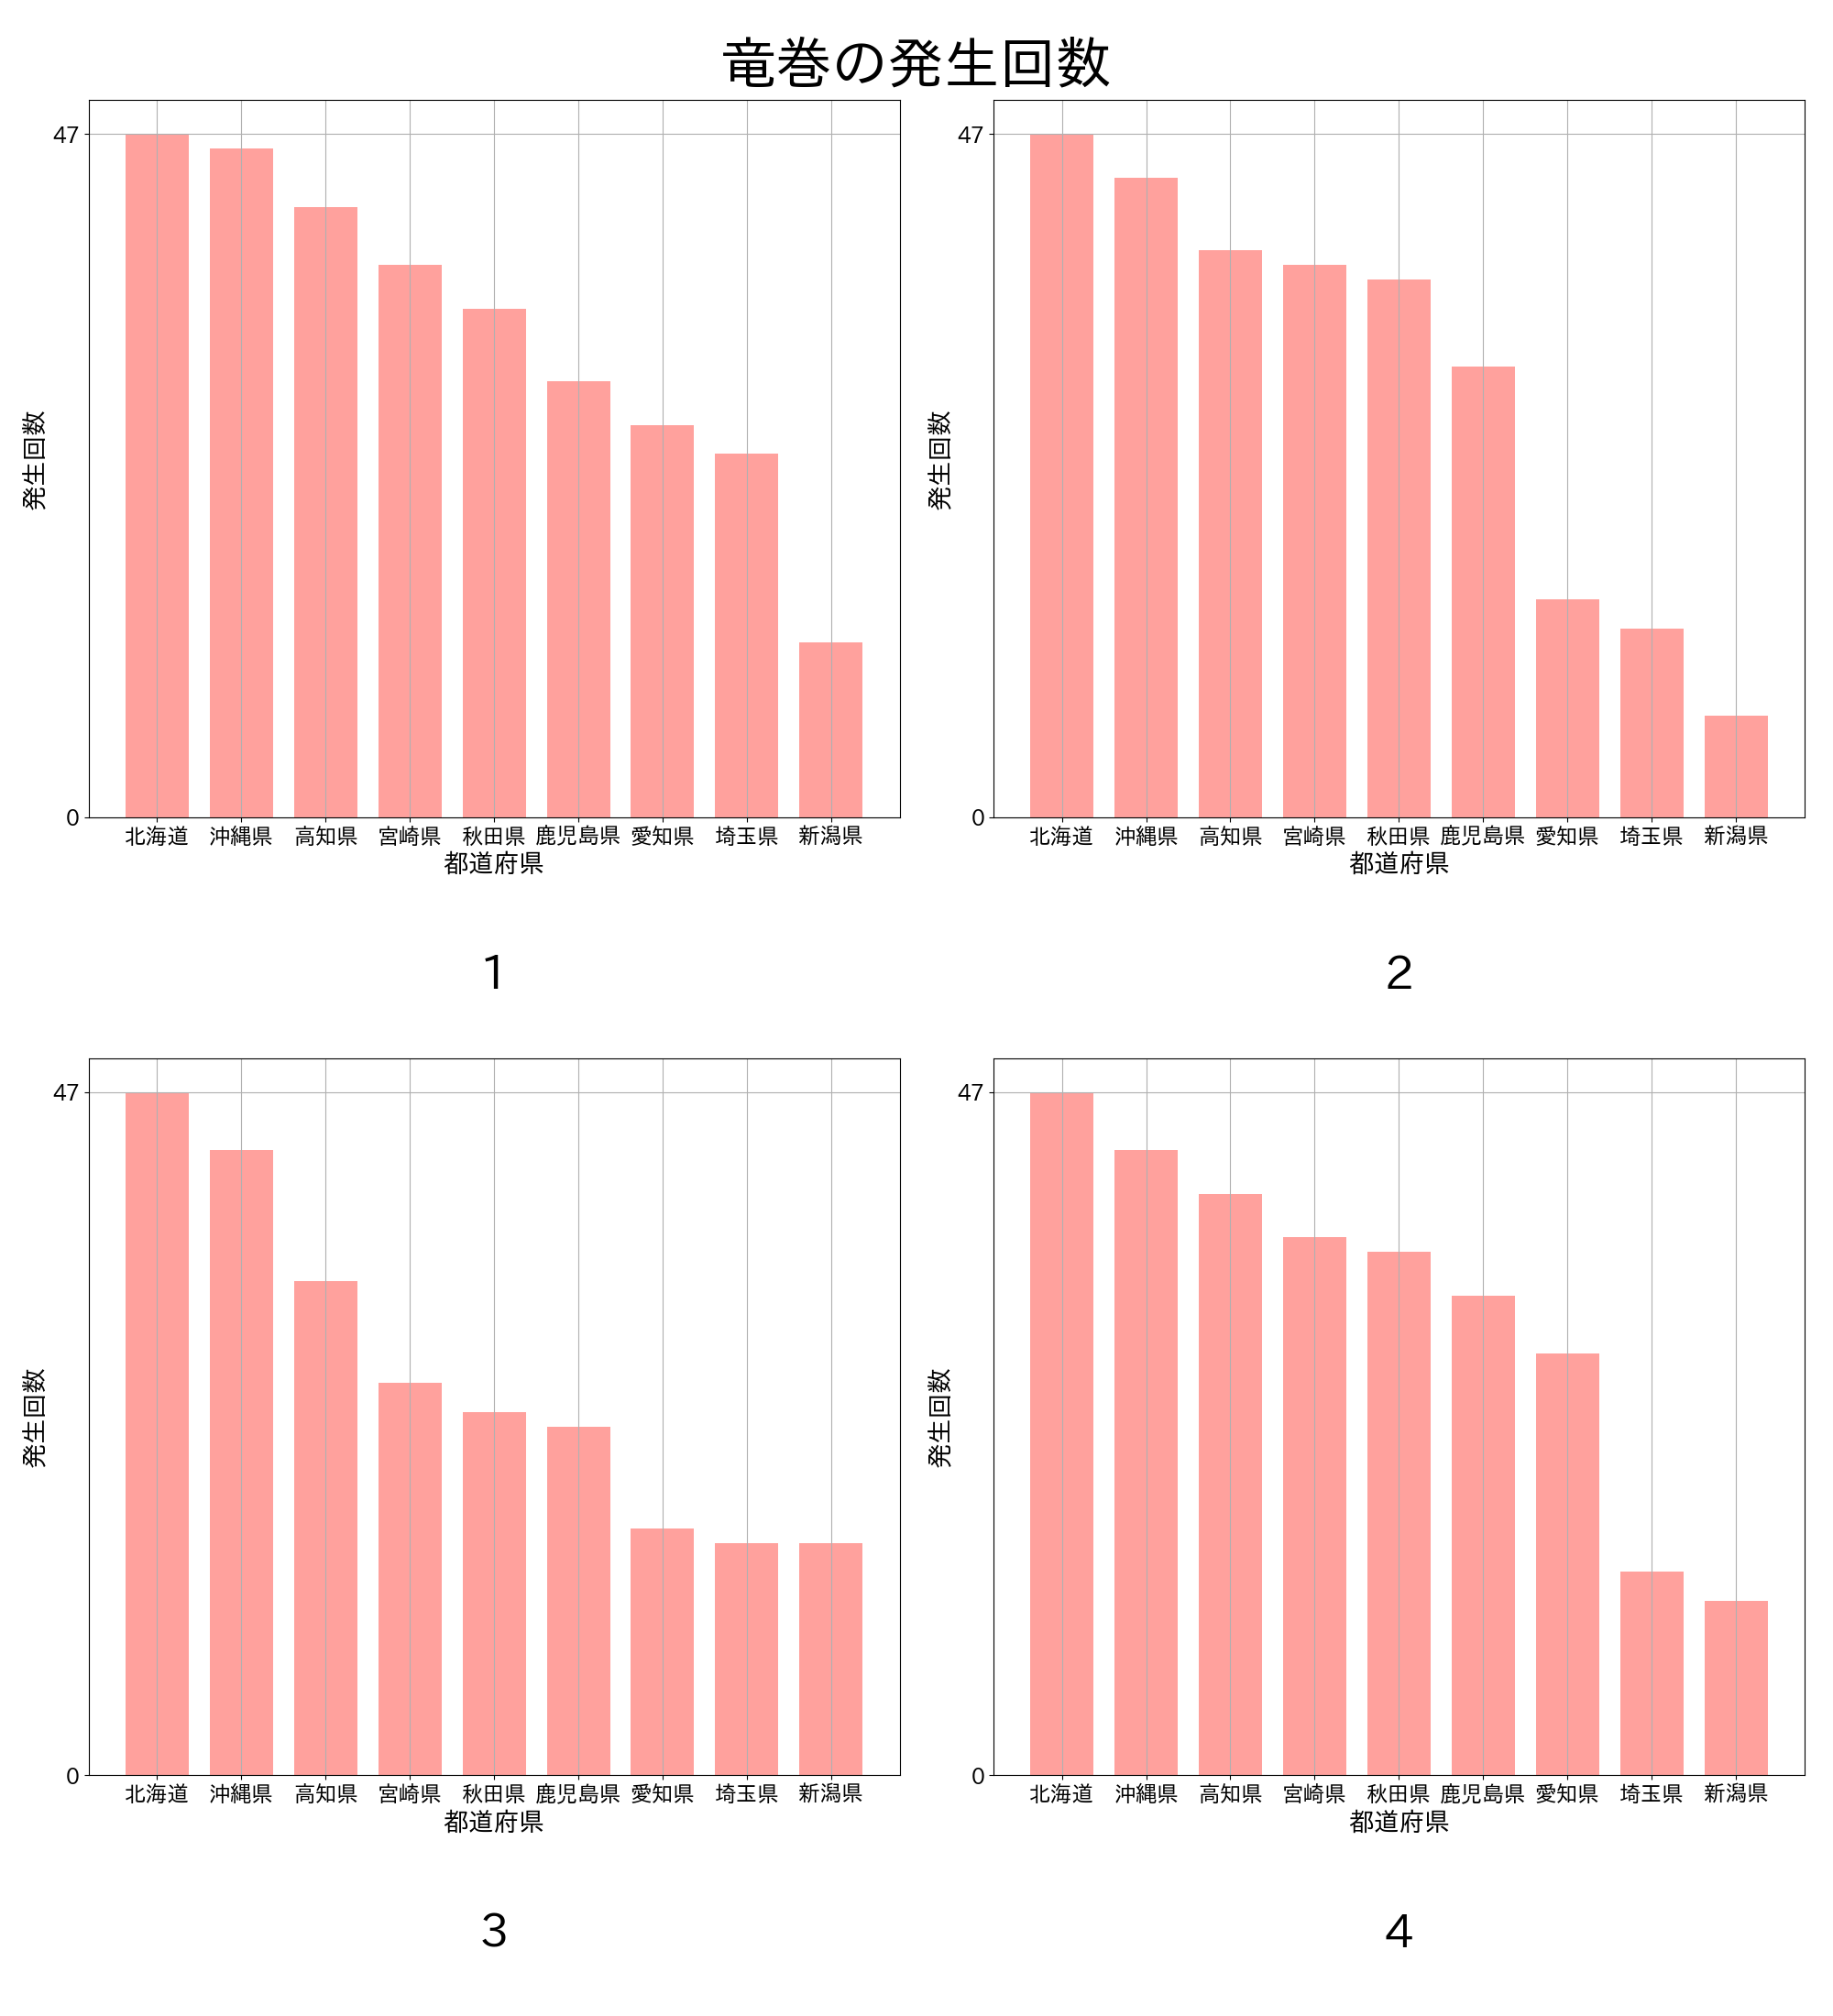 竜巻の発生回数
47
0
発生回数
北海道 沖縄県 高知県 宮崎県 秋田県 鹿児島県 愛知県 埼玉県 新潟県
都道府県
1
47
0
発生回数
北海道 沖縄県 高知県 宮崎県 秋田県 鹿児島県 愛知県 埼玉県 新潟県
都道府県
2
47
0
発生回数
北海道 沖縄県 高知県 宮崎県 秋田県 鹿児島県 愛知県 埼玉県 新潟県
都道府県
3
47
0
発生回数
北海道 沖縄県 高知県 宮崎県 秋田県 鹿児島県 愛知県 埼玉県 新潟県
都道府県
4